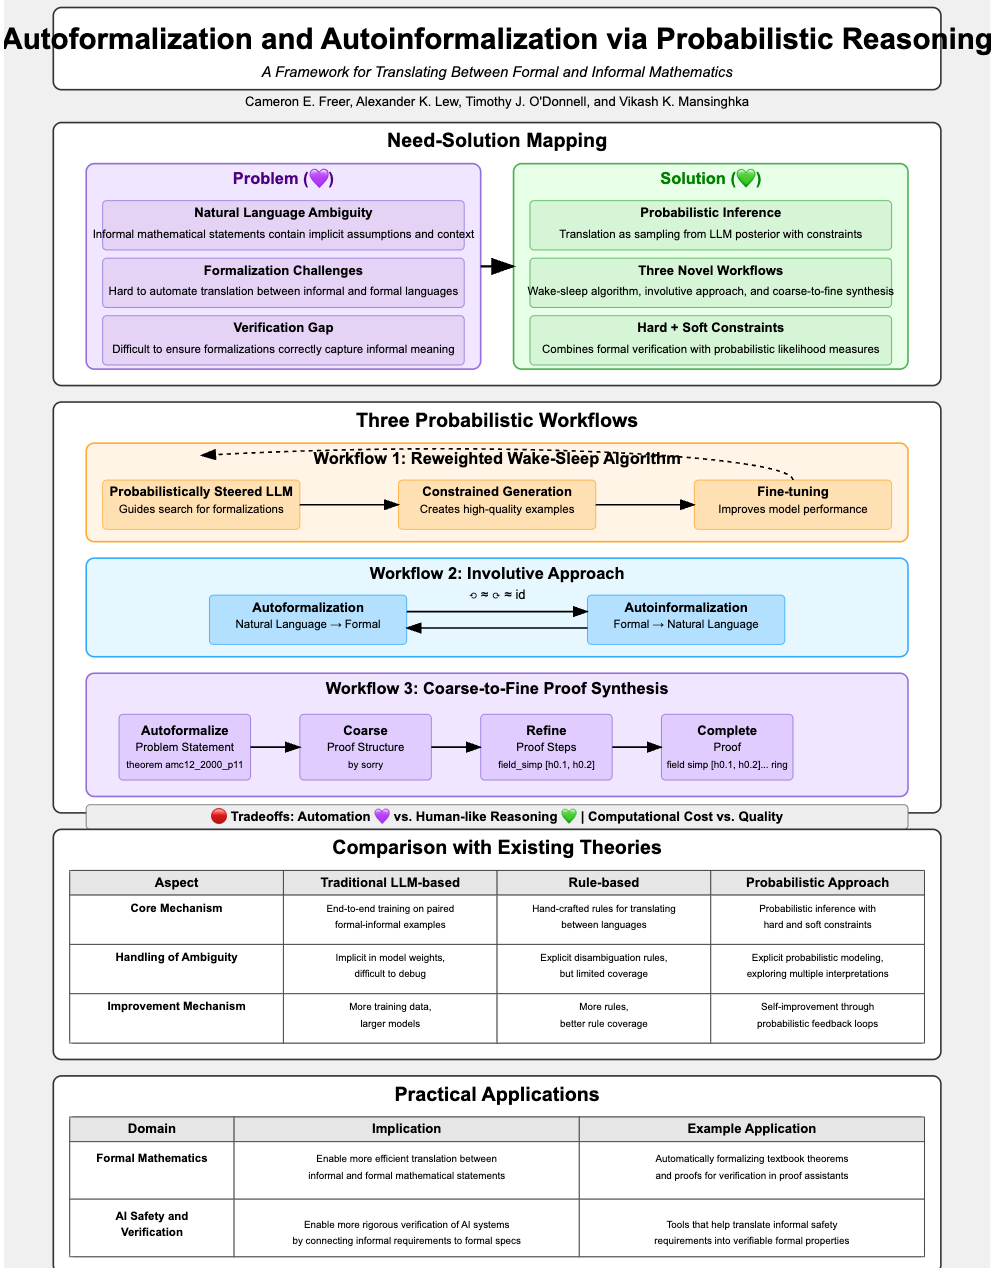 Autoformalization and Autoinformalization via Probabilistic Reasoning
A Framework for Translating Between Formal and Informal Mathematics
Cameron E. Freer, Alexander K. Lew, Timothy J. O'Donnell, and Vikash K. Mansinghka
Need-Solution Mapping
Problem (💜)
Natural Language Ambiguity
Informal mathematical statements contain implicit assumptions and context
Formalization Challenges
Hard to automate translation between informal and formal languages
Verification Gap
Difficult to ensure formalizations correctly capture informal meaning
Solution (💚)
Probabilistic Inference
Translation as sampling from LLM posterior with constraints
Three Novel Workflows
Wake-sleep algorithm, involutive approach, and coarse-to-fine synthesis
Hard + Soft Constraints
Combines formal verification with probabilistic likelihood measures
Three Probabilistic Workflows
Workflow 1: Reweighted Wake-Sleep Algorithm
Probabilistically Steered LLM
Guides search for formalizations
Constrained Generation
Creates high-quality examples
Fine-tuning
Improves model performance
Workflow 2: Involutive Approach
⟲ ≈ ⟳ ≈ id
Autoformalization
Natural Language → Formal
Autoinformalization
Formal → Natural Language
Workflow 3: Coarse-to-Fine Proof Synthesis
Autoformalize
Problem Statement
theorem amc12_2000_p11
Coarse
Proof Structure
by sorry
Refine
Proof Steps
field_simp [h0.1, h0.2]
Complete
Proof
field simp [h0.1, h0.2]... ring
🔴 Tradeoffs: Automation 💜 vs. Human-like Reasoning 💚 | Computational Cost vs. Quality
Comparison with Existing Theories
Aspect
Traditional LLM-based
Rule-based
Probabilistic Approach
Core Mechanism
End-to-end training on paired
formal-informal examples
Hand-crafted rules for translating
between languages
Probabilistic inference with
hard and soft constraints
Handling of Ambiguity
Implicit in model weights,
difficult to debug
Explicit disambiguation rules,
but limited coverage
Explicit probabilistic modeling,
exploring multiple interpretations
Improvement Mechanism
More training data,
larger models
More rules,
better rule coverage
Self-improvement through
probabilistic feedback loops
Practical Applications
Domain
Implication
Example Application
Formal Mathematics
Enable more efficient translation between
informal and formal mathematical statements
Automatically formalizing textbook theorems
and proofs for verification in proof assistants
AI Safety and
Verification
Enable more rigorous verification of AI systems
by connecting informal requirements to formal specs
Tools that help translate informal safety
requirements into verifiable formal properties